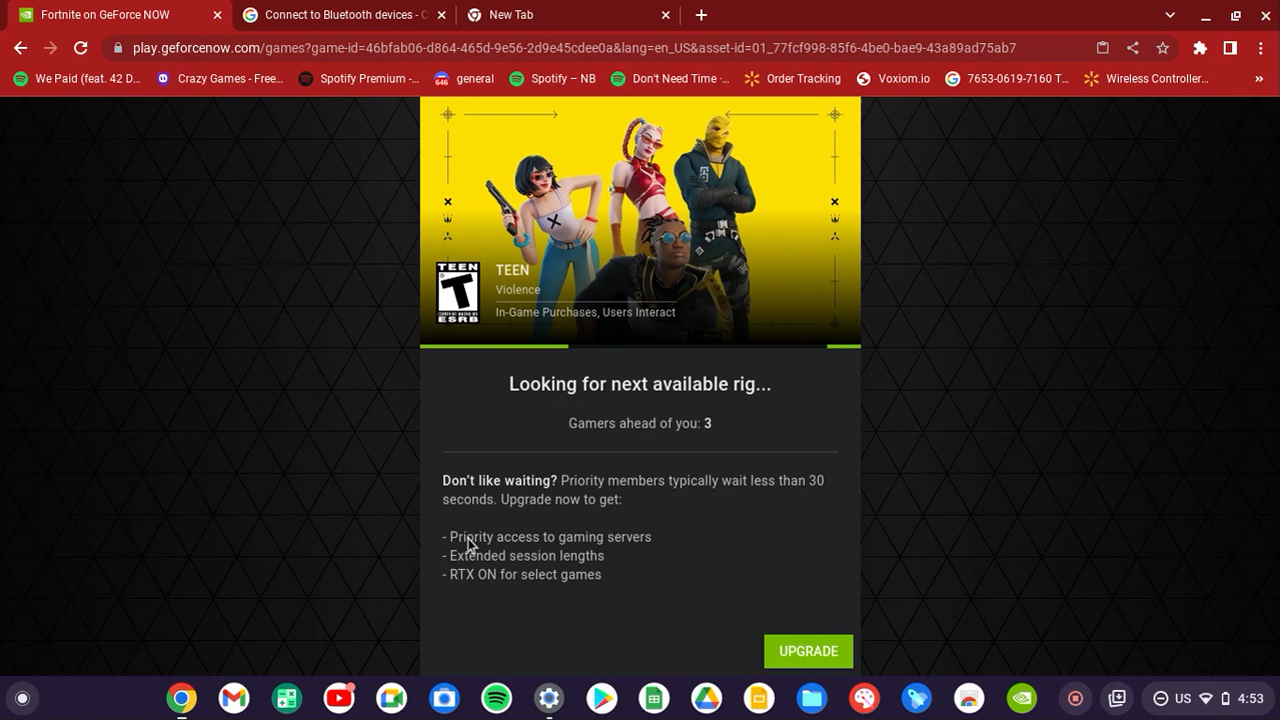 Fortnite on GeForce NOW
Connect to Bluetooth devices - C
New Tab
play.geforcenow.com/games?game-id=46bfab06-d864-465d-9e56-2d9e45cdee0a&lang=en_US&asset-id=01_77fcf998-85f6-4be0-bae9-43a89ad75ab7
We Paid (feat. 42 D...
Crazy Games - Free...
Spotify Premium -...
646 general
Spotify – NB
Don't Need Time -...
Order Tracking
Voxiom.io
7653-0619-7160 T...
Wireless Controller...
»
TEEN
T
ESRB
TEEN
Violence
In-Game Purchases, Users Interact
Looking for next available rig...
Gamers ahead of you: 3
Don't like waiting? Priority members typically wait less than 30
seconds. Upgrade now to get:
- Priority access to gaming servers
- Extended session lengths
- RTX ON for select games
UPGRADE
US
4:53